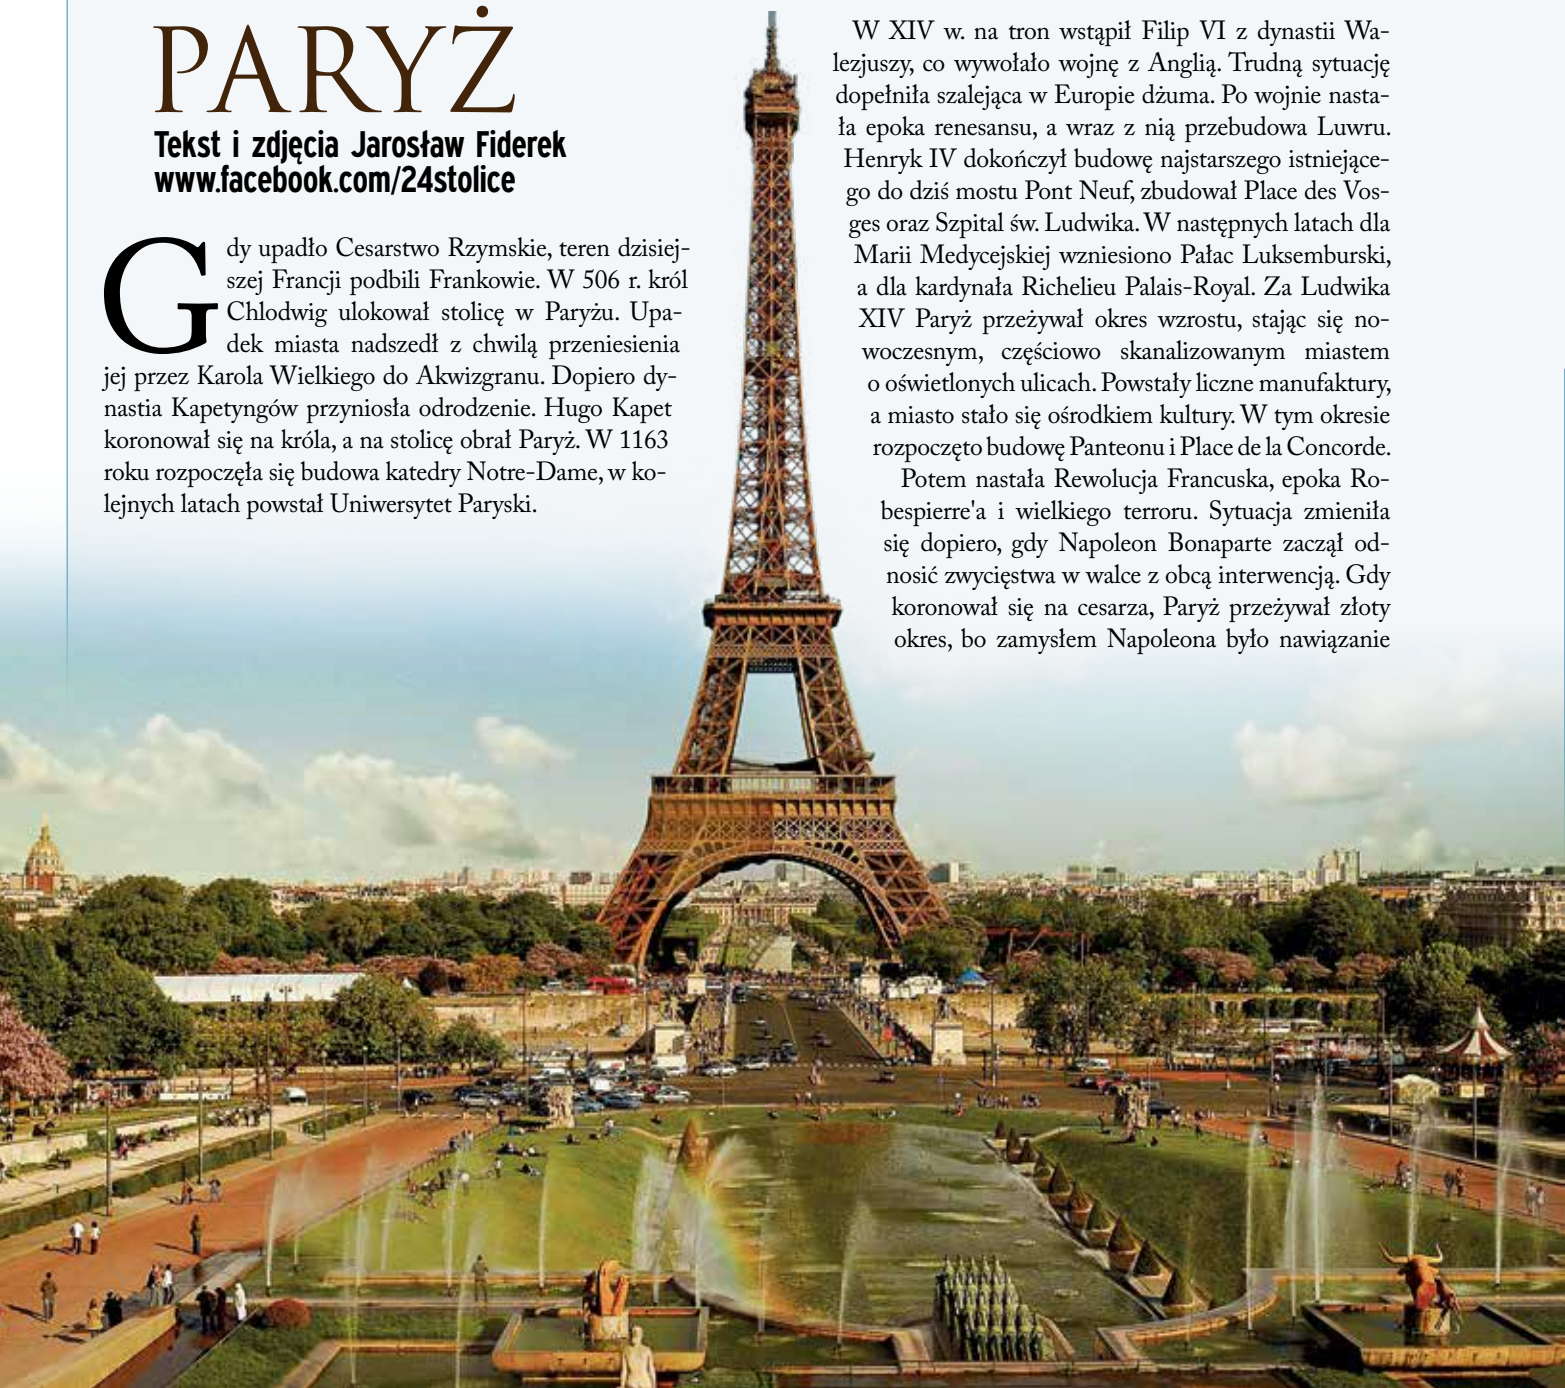 PARYŻ
Tekst i zdjęcia Jarosław Fiderek
www.facebook.com/24stolice
Gdy upadło Cesarstwo Rzymskie, teren dzisiej-
szej Francji podbili Frankowie. W 506 r. król
Chlodwig ulokował stolicę w Paryżu. Upa-
dek miasta nadszedł z chwilą przeniesienia
jej przez Karola Wielkiego do Akwizgranu. Dopiero dy-
nastia Kapetyngów przyniosła odrodzenie. Hugo Kapet
koronował się na króla, a na stolicę obrał Paryż. W 1163
roku rozpoczęła się budowa katedry Notre-Dame, w ko-
lejnych latach powstał Uniwersytet Paryski.
W XIV w. na tron wstąpił Filip VI z dynastii Wa-
lezjuszy, co wywołało wojnę z Anglią. Trudną sytuację
dopełniła szalejąca w Europie dżuma. Po wojnie nasta-
ła epoka renesansu, a wraz z nią przebudowa Luwru.
Henryk IV dokończył budowę najstarszego istniejące-
go do dziś mostu Pont Neuf, zbudował Place des Vos-
ges oraz Szpital św. Ludwika. W następnych latach dla
Marii Medycejskiej wzniesiono Pałac Luksemburski,
a dla kardynała Richelieu Palais-Royal. Za Ludwika
XIV Paryż przeżywał okres wzrostu, stając się no-
woczesnym, częściowo skanalizowanym miastem
o oświetlonych ulicach. Powstały liczne manufaktury,
a miasto stało się ośrodkiem kultury. W tym okresie
rozpoczęto budowę Panteonu i Place de la Concorde.
Potem nastała Rewolucja Francuska, epoka Ro-
bespierre'a i wielkiego terroru. Sytuacja zmieniła
się dopiero, gdy Napoleon Bonaparte zaczął od-
nosić zwycięstwa w walce z obcą interwencją. Gdy
koronował się na cesarza, Paryż przeżywał złoty
okres, bo zamysłem Napoleona było nawiązanie